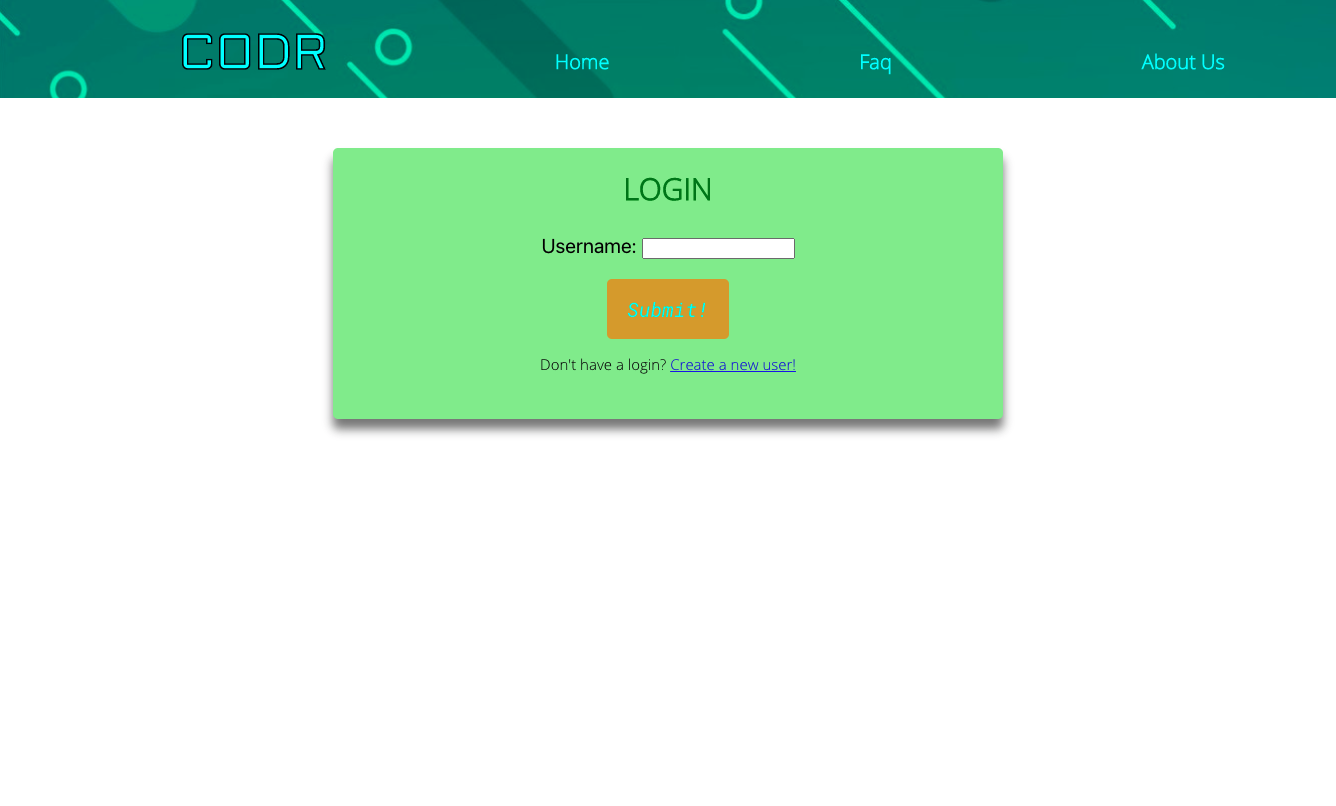 CODR
Home
Faq
About Us
LOGIN
Username:
Submit!
Don't have a login? Create a new user!